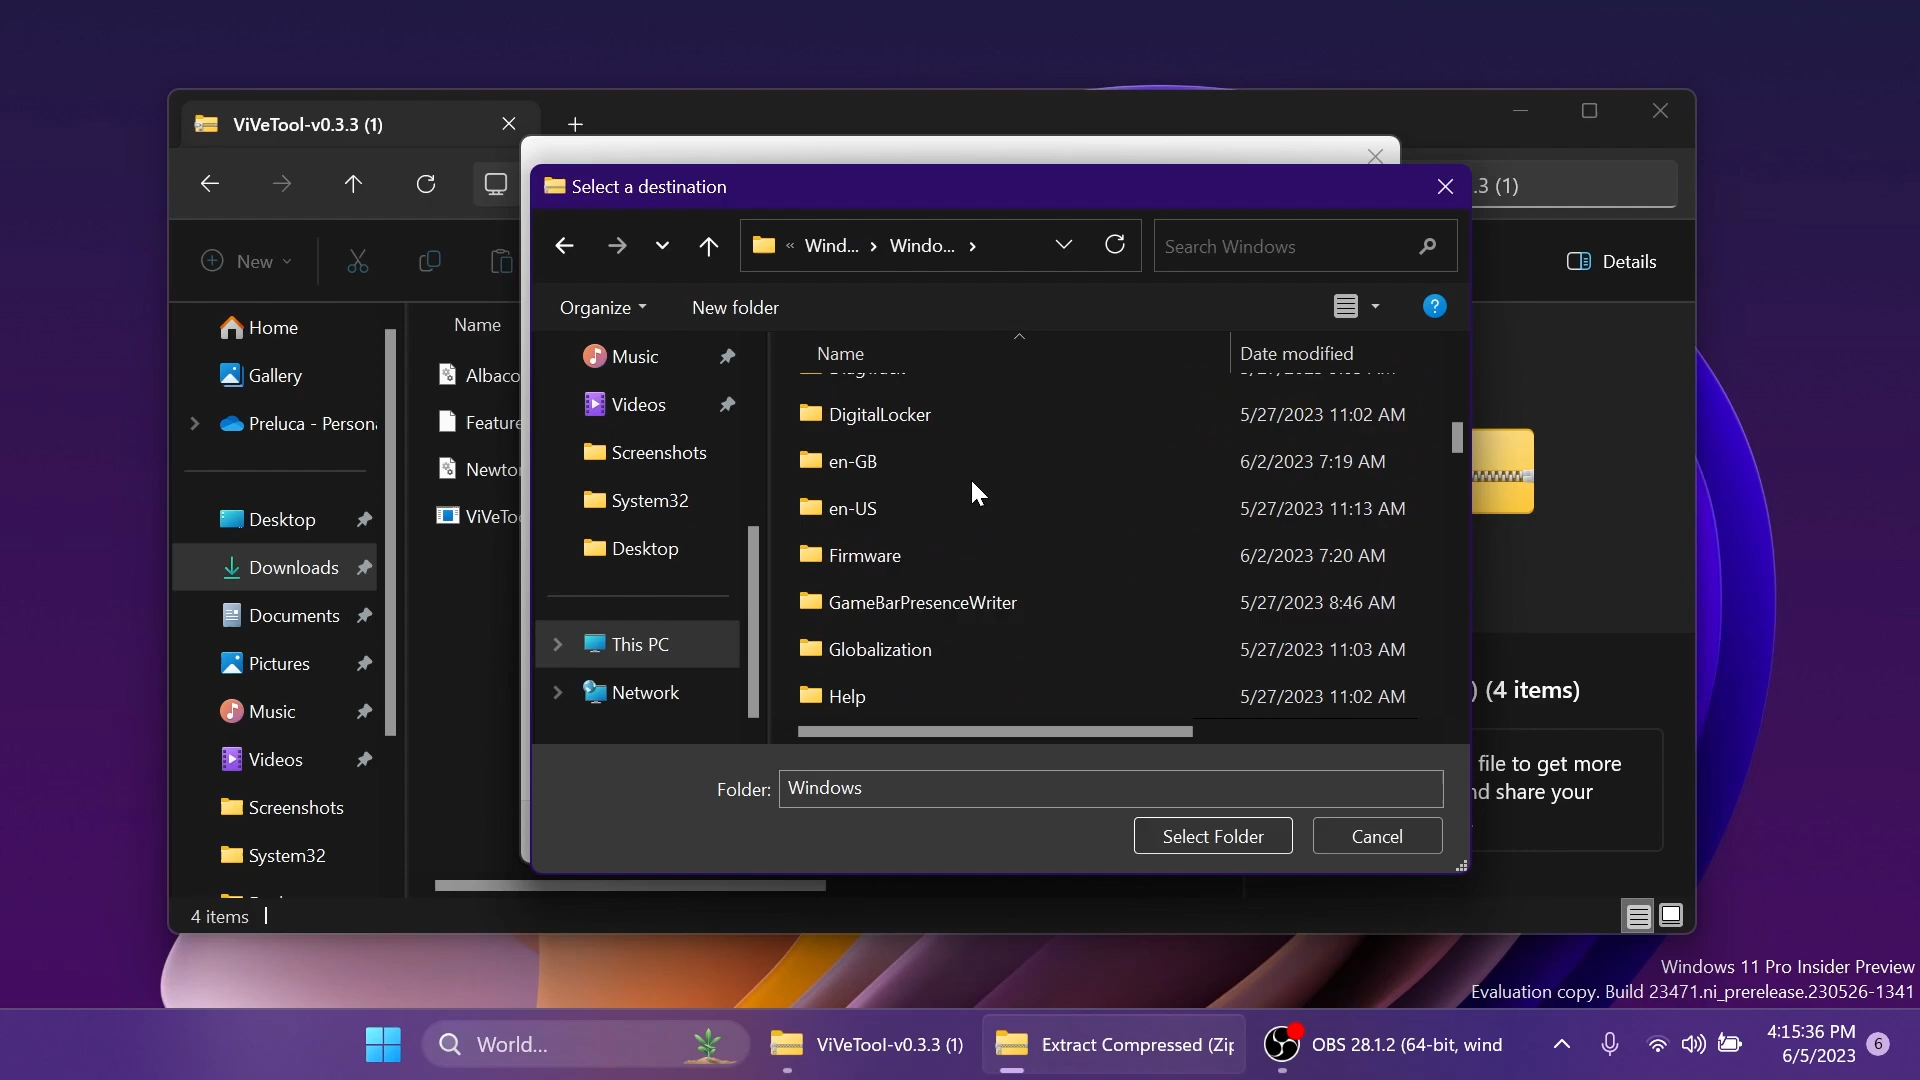 ViVeTool-v0.3.3 (1)
Select a destination
.3 (1)
« Wind... › Windo... ›
Search Windows
New
Details
Organize
New folder
Home
Gallery
Preluca - Person
Desktop
Downloads
Documents
Pictures
Music
Videos
Screenshots
System32
Name
Albaco
Feature
Newto
ViVeToo
Music
Videos
Screenshots
System32
Desktop
This PC
Network
Name
Date modified
DigitalLocker
5/27/2023 11:02 AM
en-GB
6/2/2023 7:19 AM
en-US
5/27/2023 11:13 AM
Firmware
6/2/2023 7:20 AM
GameBarPresenceWriter
5/27/2023 8:46 AM
Globalization
5/27/2023 11:03 AM
Help
5/27/2023 11:02 AM
Folder:
Windows
Select Folder
Cancel
) (4 items)
file to get more
nd share your
4 items
Windows 11 Pro Insider Preview
Evaluation copy. Build 23471.ni_prerelease.230526-1341
World...
ViVeTool-v0.3.3 (1)
Extract Compressed (Zip
OBS 28.1.2 (64-bit, wind
4:15:36 PM
6/5/2023
6